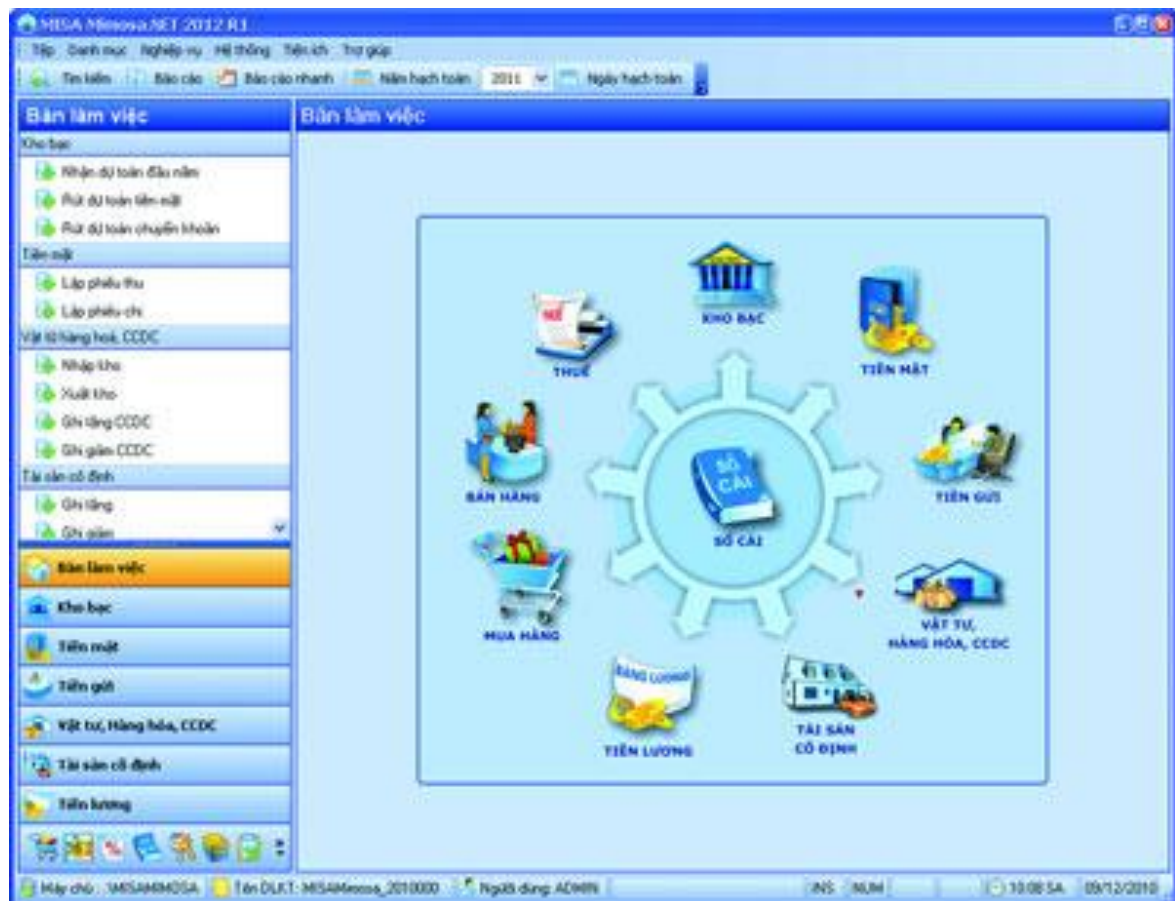 MISA Mimosa.NET 2012 R1
Tệp Danh mục Nghiệp vụ Hệ thống Tiện ích Trợ giúp
Tìm kiếm Báo cáo Báo cáo nhanh Năm hạch toán 2011 Ngày hạch toán
Bàn làm việc
Bàn làm việc
Kho bạc
Nhận dự toán đầu năm
Rút dự toán tiền mặt
Rút dự toán chuyển khoản
Tiền mặt
Lập phiếu thu
Lập phiếu chi
Vật tư hàng hoá, CCDC
Nhập kho
Xuất kho
Ghi tăng CCDC
Ghi giảm CCDC
Tài sản cố định
Ghi tăng
Ghi giảm
Bàn làm việc
Kho bạc
Tiền mặt
Tiền gửi
Vật tư, Hàng hóa, CCDC
Tài sản cố định
Tiền lương
KHO BẠC
THUẾ
THUẾ
TIỀN MẶT
BÁN HÀNG
SỔ CÁI
SỔ CÁI
TIỀN GỬI
MUA HÀNG
VẬT TƯ,
HÀNG HÓA, CCDC
BẢNG LƯƠNG
TIỀN LƯƠNG
TÀI SẢN
CỐ ĐỊNH
Máy chủ : .\MISAMIMOSA Tên DLKT: MISAMimosa_2010000 Người dùng: ADMIN INS NUM 10:08 SA 09/12/2010